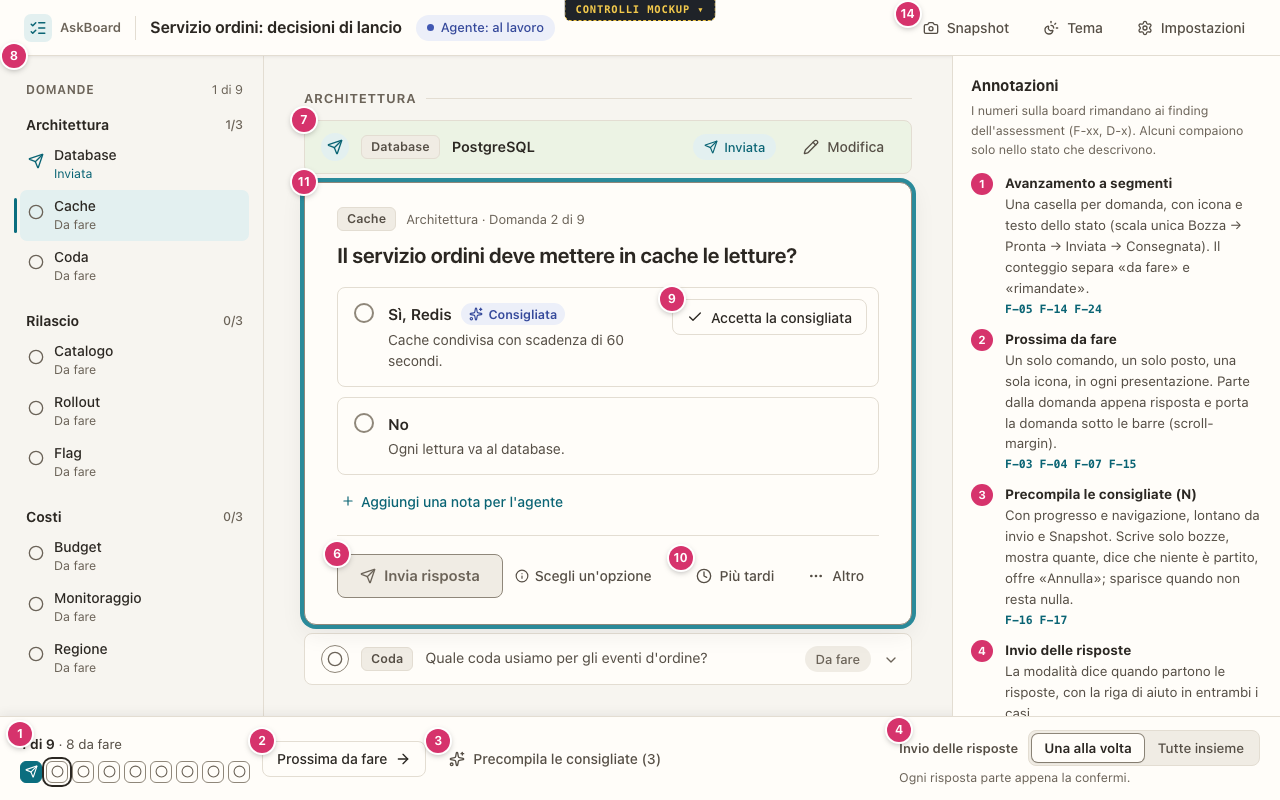 CONTROLLI MOCKUP ▾
AskBoard
Servizio ordini: decisioni di lancio
Agente: al lavoro
14
Snapshot
Tema
Impostazioni
8
DOMANDE
1 di 9
Architettura
1/3
Database
Inviata
Cache
Da fare
Coda
Da fare
Rilascio
0/3
Catalogo
Da fare
Rollout
Da fare
Flag
Da fare
Costi
0/3
Budget
Da fare
Monitoraggio
Da fare
Regione
Da fare
ARCHITETTURA
7
Database
PostgreSQL
Inviata
Modifica
11
Cache
Architettura · Domanda 2 di 9
Il servizio ordini deve mettere in cache le letture?
Sì, Redis
Consigliata
9
Accetta la consigliata
Cache condivisa con scadenza di 60
secondi.
No
Ogni lettura va al database.
+ Aggiungi una nota per l'agente
6
Invia risposta
Scegli un'opzione
10
Più tardi
Altro
Coda
Quale coda usiamo per gli eventi d'ordine?
Da fare
Annotazioni
I numeri sulla board rimandano ai finding
dell'assessment (F-xx, D-x). Alcuni compaiono
solo nello stato che descrivono.
1
Avanzamento a segmenti
Una casella per domanda, con icona e
testo dello stato (scala unica Bozza →
Pronta → Inviata → Consegnata). Il
conteggio separa «da fare» e
«rimandate».
F-05 F-14 F-24
2
Prossima da fare
Un solo comando, un solo posto, una
sola icona, in ogni presentazione. Parte
dalla domanda appena risposta e porta
la domanda sotto le barre (scroll-
margin).
F-03 F-04 F-07 F-15
3
Precompila le consigliate (N)
Con progresso e navigazione, lontano da
invio e Snapshot. Scrive solo bozze,
mostra quante, dice che niente è partito,
offre «Annulla»; sparisce quando non
resta nulla.
F-16 F-17
4
Invio delle risposte
La modalità dice quando partono le
risposte, con la riga di aiuto in entrambi i
casi.
1
di 9 · 8 da fare
2
Prossima da fare →
3
Precompila le consigliate (3)
4
Invio delle risposte
Una alla volta
Tutte insieme
Ogni risposta parte appena la confermi.